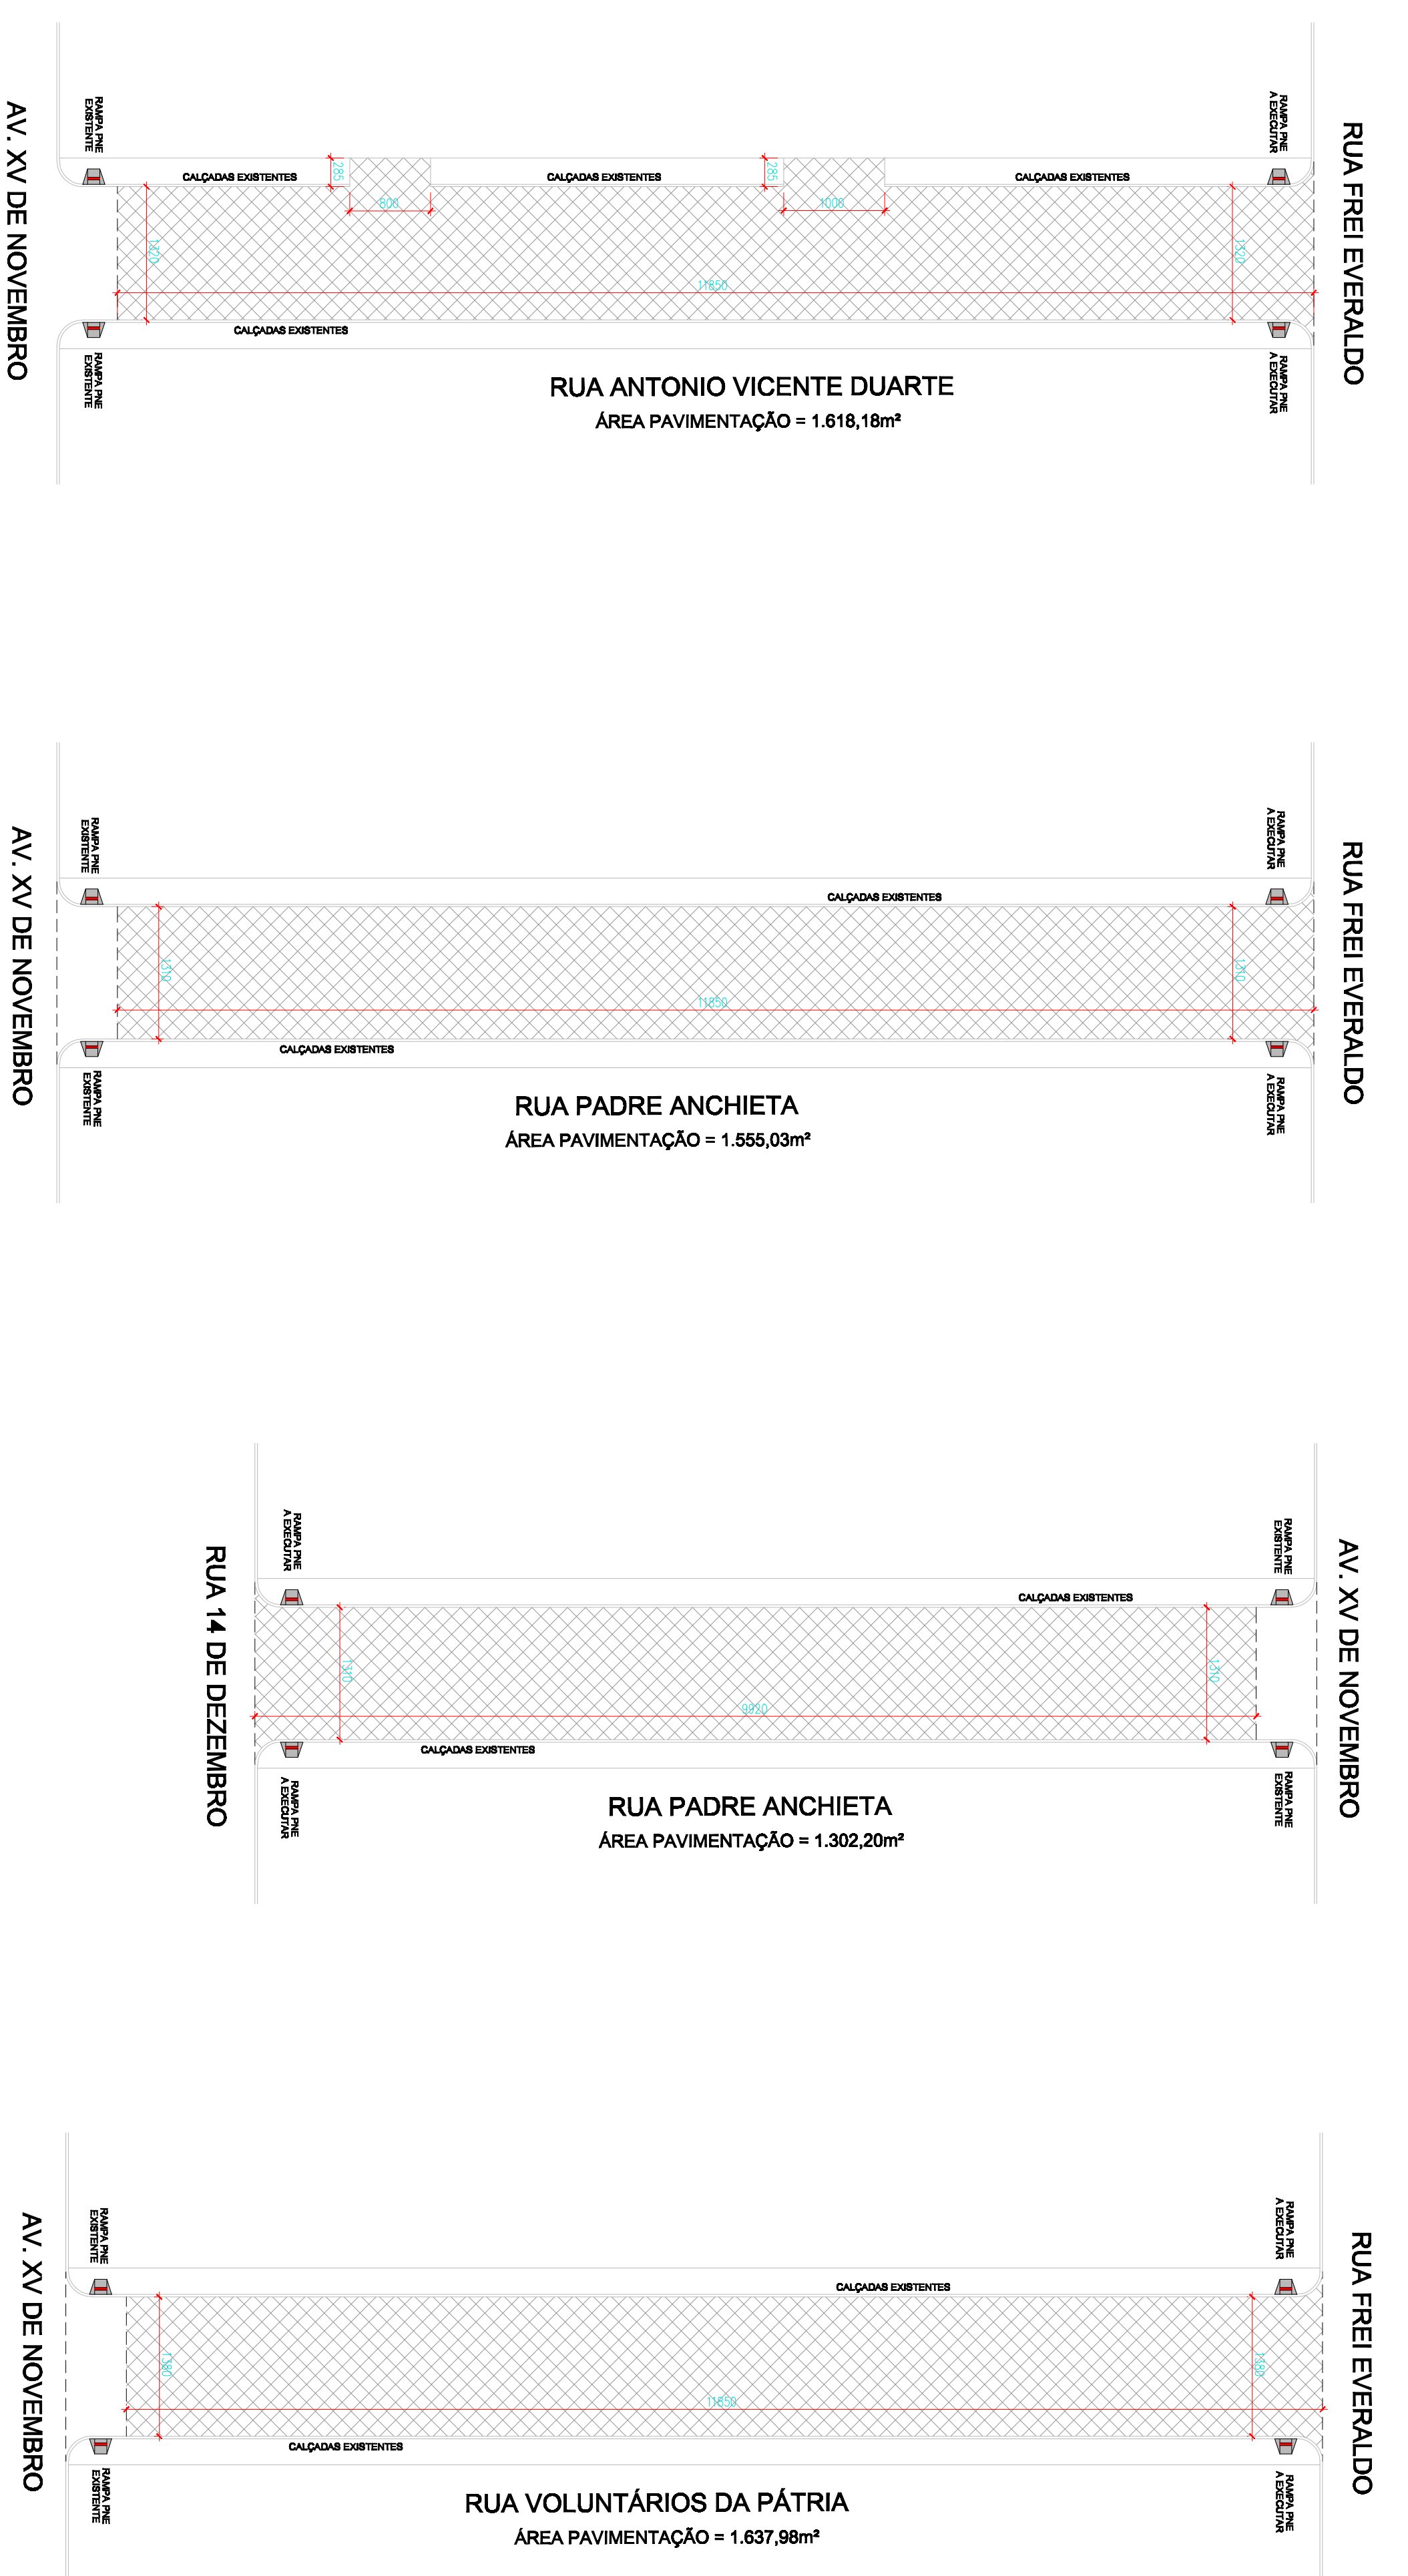 RAMPA PNE
EXISTENTE
RAMPA PNE
A EXECUTAR
AV. XV DE NOVEMBRO
RUA FREI EVERALDO
CALÇADAS EXISTENTES
285
CALÇADAS EXISTENTES
285
CALÇADAS EXISTENTES
800
1000
1320
1320
11850
CALÇADAS EXISTENTES
RAMPA PNE
EXISTENTE
RAMPA PNE
A EXECUTAR
RUA ANTONIO VICENTE DUARTE
ÁREA PAVIMENTAÇÃO = 1.618,18m²
RAMPA PNE
EXISTENTE
RAMPA PNE
A EXECUTAR
AV. XV DE NOVEMBRO
RUA FREI EVERALDO
CALÇADAS EXISTENTES
1310
1310
11850
CALÇADAS EXISTENTES
RAMPA PNE
EXISTENTE
RAMPA PNE
A EXECUTAR
RUA PADRE ANCHIETA
ÁREA PAVIMENTAÇÃO = 1.555,03m²
RAMPA PNE
A EXECUTAR
RAMPA PNE
EXISTENTE
RUA 14 DE DEZEMBRO
AV. XV DE NOVEMBRO
CALÇADAS EXISTENTES
1310
1310
9920
CALÇADAS EXISTENTES
RAMPA PNE
A EXECUTAR
RAMPA PNE
EXISTENTE
RUA PADRE ANCHIETA
ÁREA PAVIMENTAÇÃO = 1.302,20m²
RAMPA PNE
EXISTENTE
RAMPA PNE
A EXECUTAR
AV. XV DE NOVEMBRO
RUA FREI EVERALDO
CALÇADAS EXISTENTES
1380
1380
11850
CALÇADAS EXISTENTES
RAMPA PNE
EXISTENTE
RAMPA PNE
A EXECUTAR
RUA VOLUNTÁRIOS DA PÁTRIA
ÁREA PAVIMENTAÇÃO = 1.637,98m²